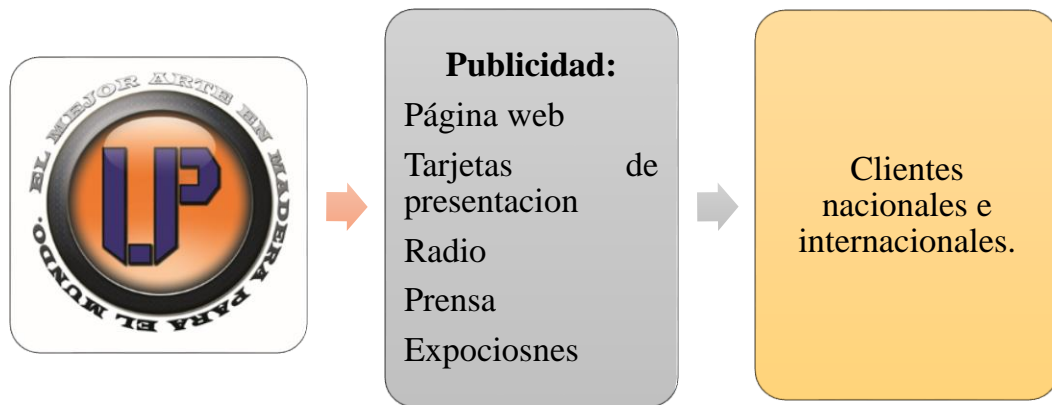 EL MEJOR ARTE EN MADERA PARA EL MUNDO.
UP
Publicidad:
Página web
Tarjetas de
presentacion
Radio
Prensa
Expociosnes
Clientes
nacionales e
internacionales.